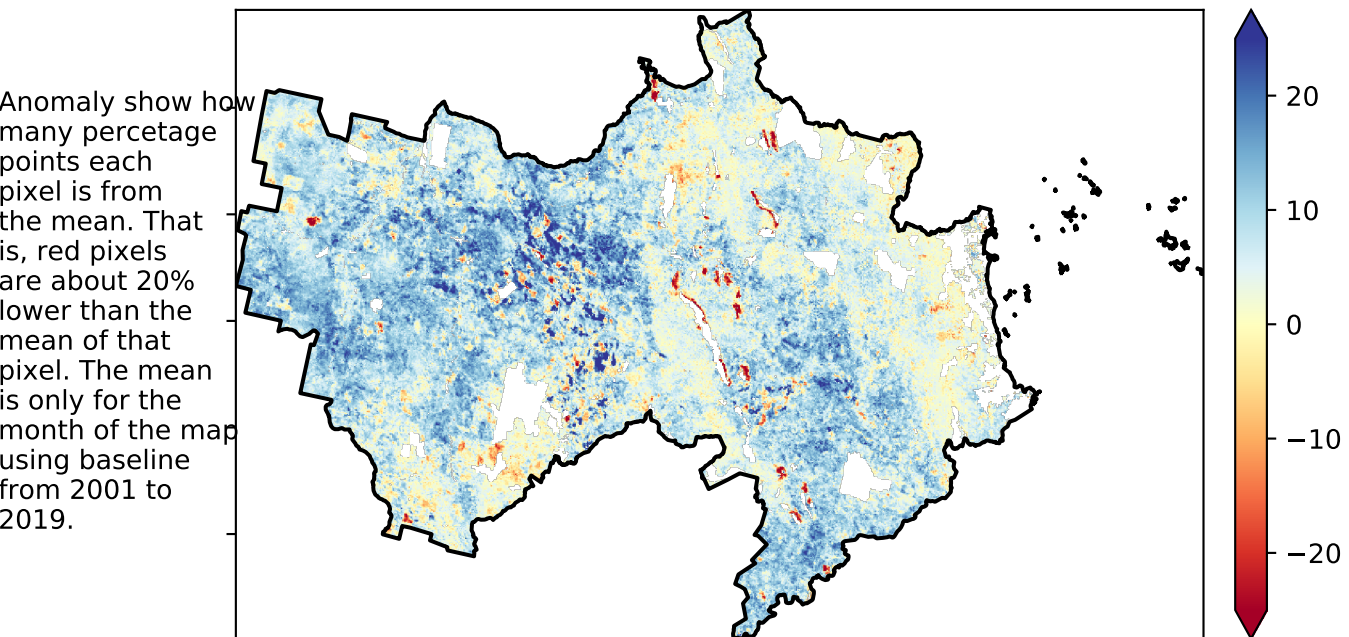 Anomaly show how
many percetage
points each
pixel is from
the mean. That
is, red pixels
are about 20%
lower than the
mean of that
pixel. The mean
is only for the
month of the map
using baseline
from 2001 to
2019.
20
10
0
−10
−20